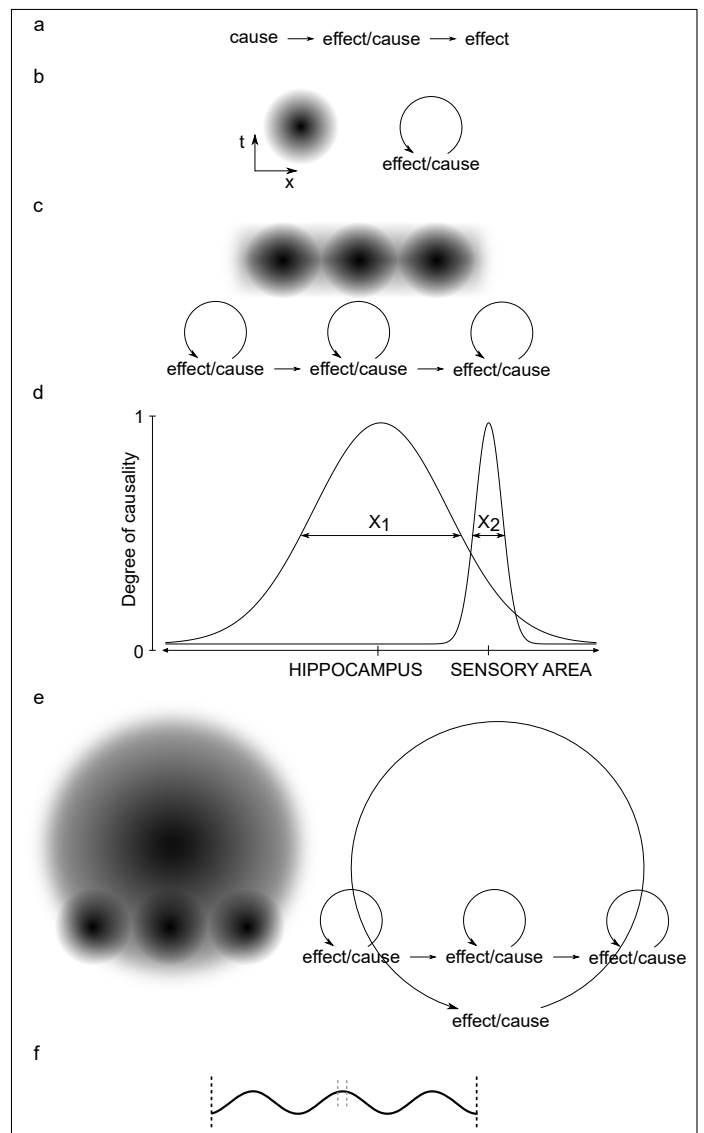 a
cause effect/cause effect
b
t
x
effect/cause
c
effect/cause effect/cause effect/cause
d
1
Degree of causality
X1 X2
0
HIPPOCAMPUS SENSORY AREA
e
effect/cause effect/cause effect/cause
effect/cause
f